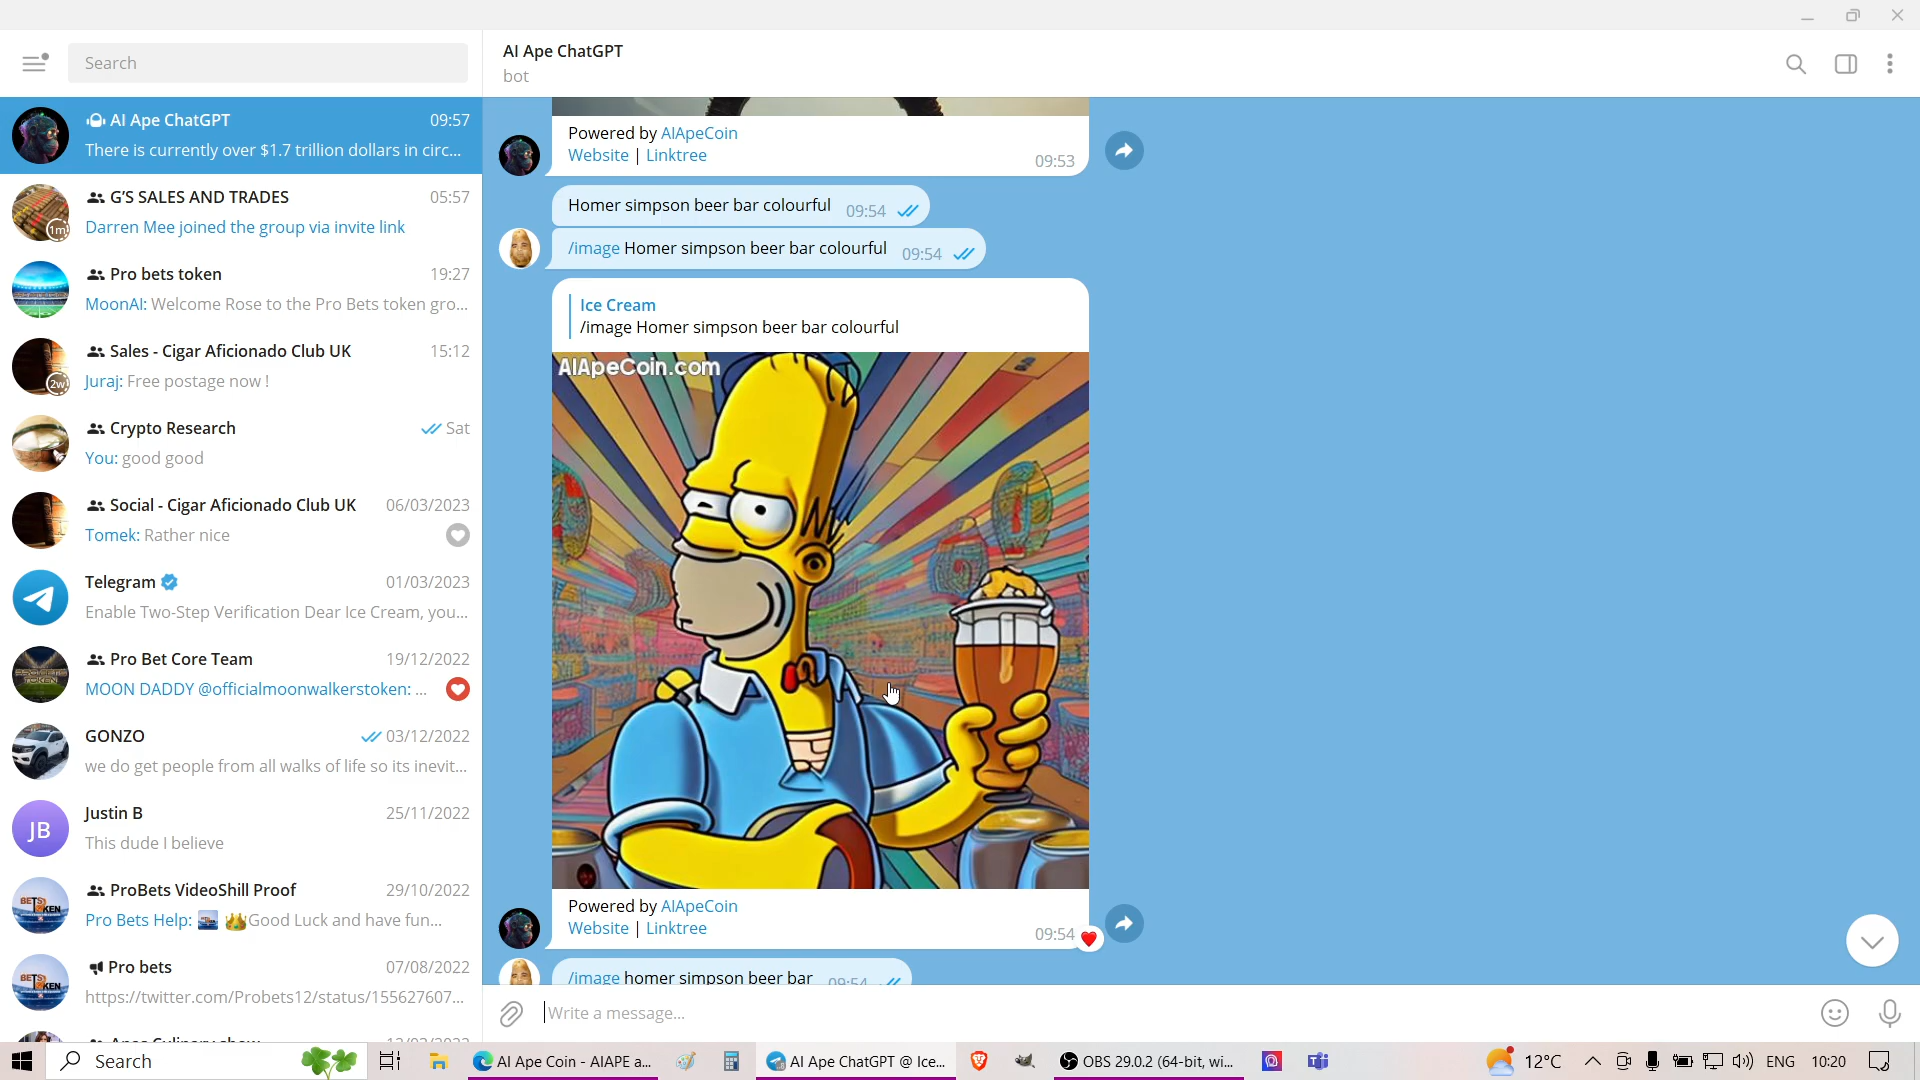 Search
AI Ape ChatGPT 09:57
There is currently over $1.7 trillion dollars in circ...
G'S SALES AND TRADES 05:57
1m
Darren Mee joined the group via invite link
Pro bets token 19:27
MoonAI: Welcome Rose to the Pro Bets token gro...
Sales - Cigar Aficionado Club UK 15:12
2w
Juraj: Free postage now !
Crypto Research Sat
You: good good
Social - Cigar Aficionado Club UK 06/03/2023
Tomek: Rather nice
Telegram 01/03/2023
Enable Two-Step Verification Dear Ice Cream, you...
Pro Bet Core Team 19/12/2022
MOON DADDY @officialmoonwalkerstoken: ...
GONZO 03/12/2022
we do get people from all walks of life so its inevit...
JB
Justin B 25/11/2022
This dude I believe
ProBets VideoShill Proof 29/10/2022
Pro Bets Help: Good Luck and have fun...
Pro bets 07/08/2022
https://twitter.com/Probets12/status/155627607...
AI Ape ChatGPT
bot
Powered by AIApeCoin
Website | Linktree 09:53
Homer simpson beer bar colourful 09:54
/image Homer simpson beer bar colourful 09:54
Ice Cream
/image Homer simpson beer bar colourful
AIApeCoin.com
Powered by AIApeCoin
Website | Linktree 09:54
/image homer simpson beer bar 09:54
Write a message...
Search
AI Ape Coin - AIAPE a...
AI Ape ChatGPT @ Ice...
OBS 29.0.2 (64-bit, wi...
12°C
ENG
10:20